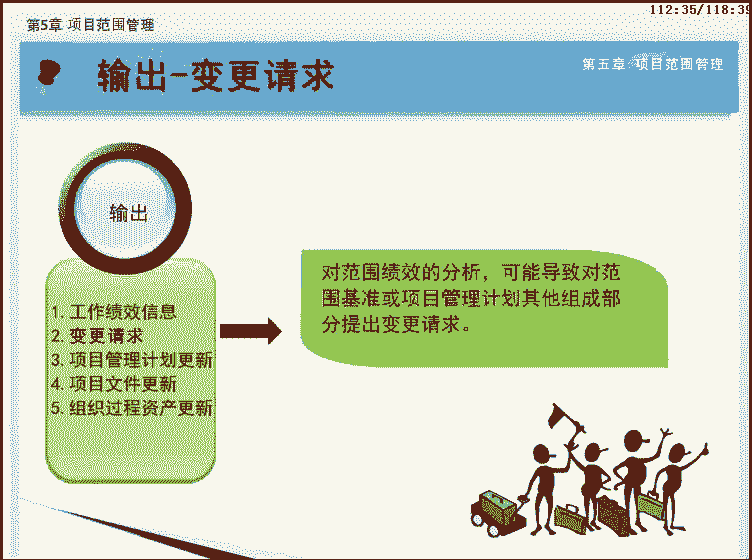 112:35/118:39
第5章 项目范围管理
输出-变更请求
第五章 项目范围管理
输出
1. 工作绩效信息
2. 变更请求
3. 项目管理计划更新
4. 项目文件更新
5. 组织过程资产更新
对范围绩效的分析，可能导致对范
围基准或项目管理计划其他组成部
分提出变更请求。